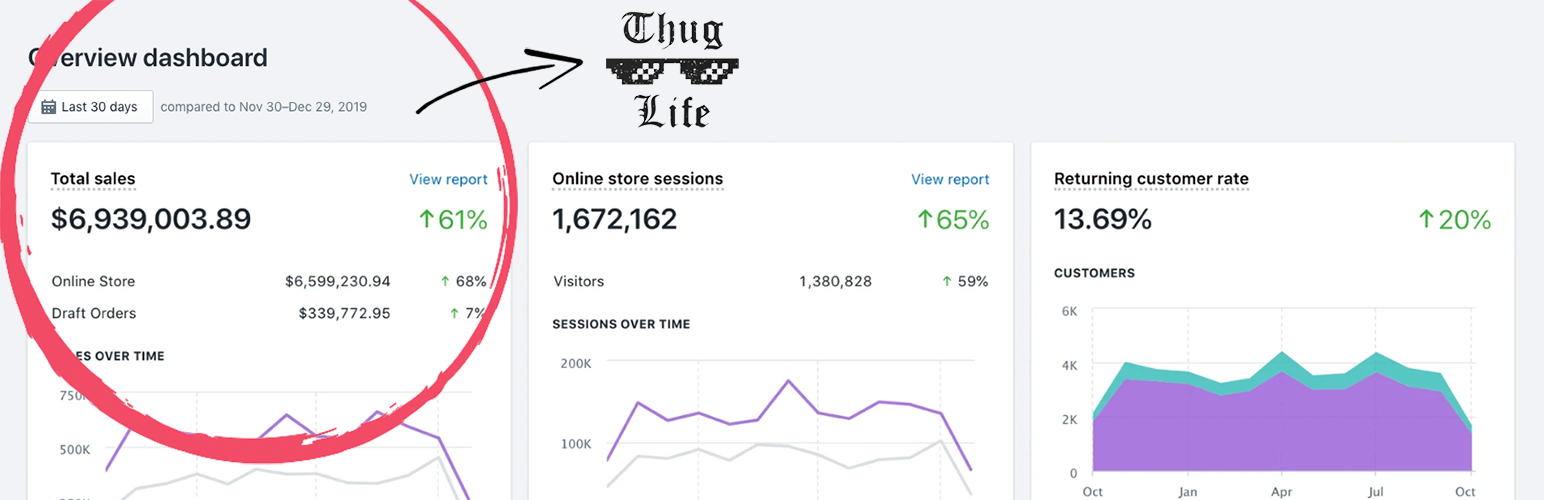 Thug
Life
Overview dashboard
Last 30 days compared to Nov 30–Dec 29, 2019
Total sales View report
$6,939,003.89 ↑61%
Online Store $6,599,230.94 ↑ 68%
Draft Orders $339,772.95 ↑ 7%
OVER TIME
500K
Online store sessions View report
1,672,162 ↑65%
Visitors 1,380,828 ↑ 59%
SESSIONS OVER TIME
200K
100K
Returning customer rate
13.69% ↑20%
CUSTOMERS
6K
4K
2K
0
Oct Jan Apr Jul Oct